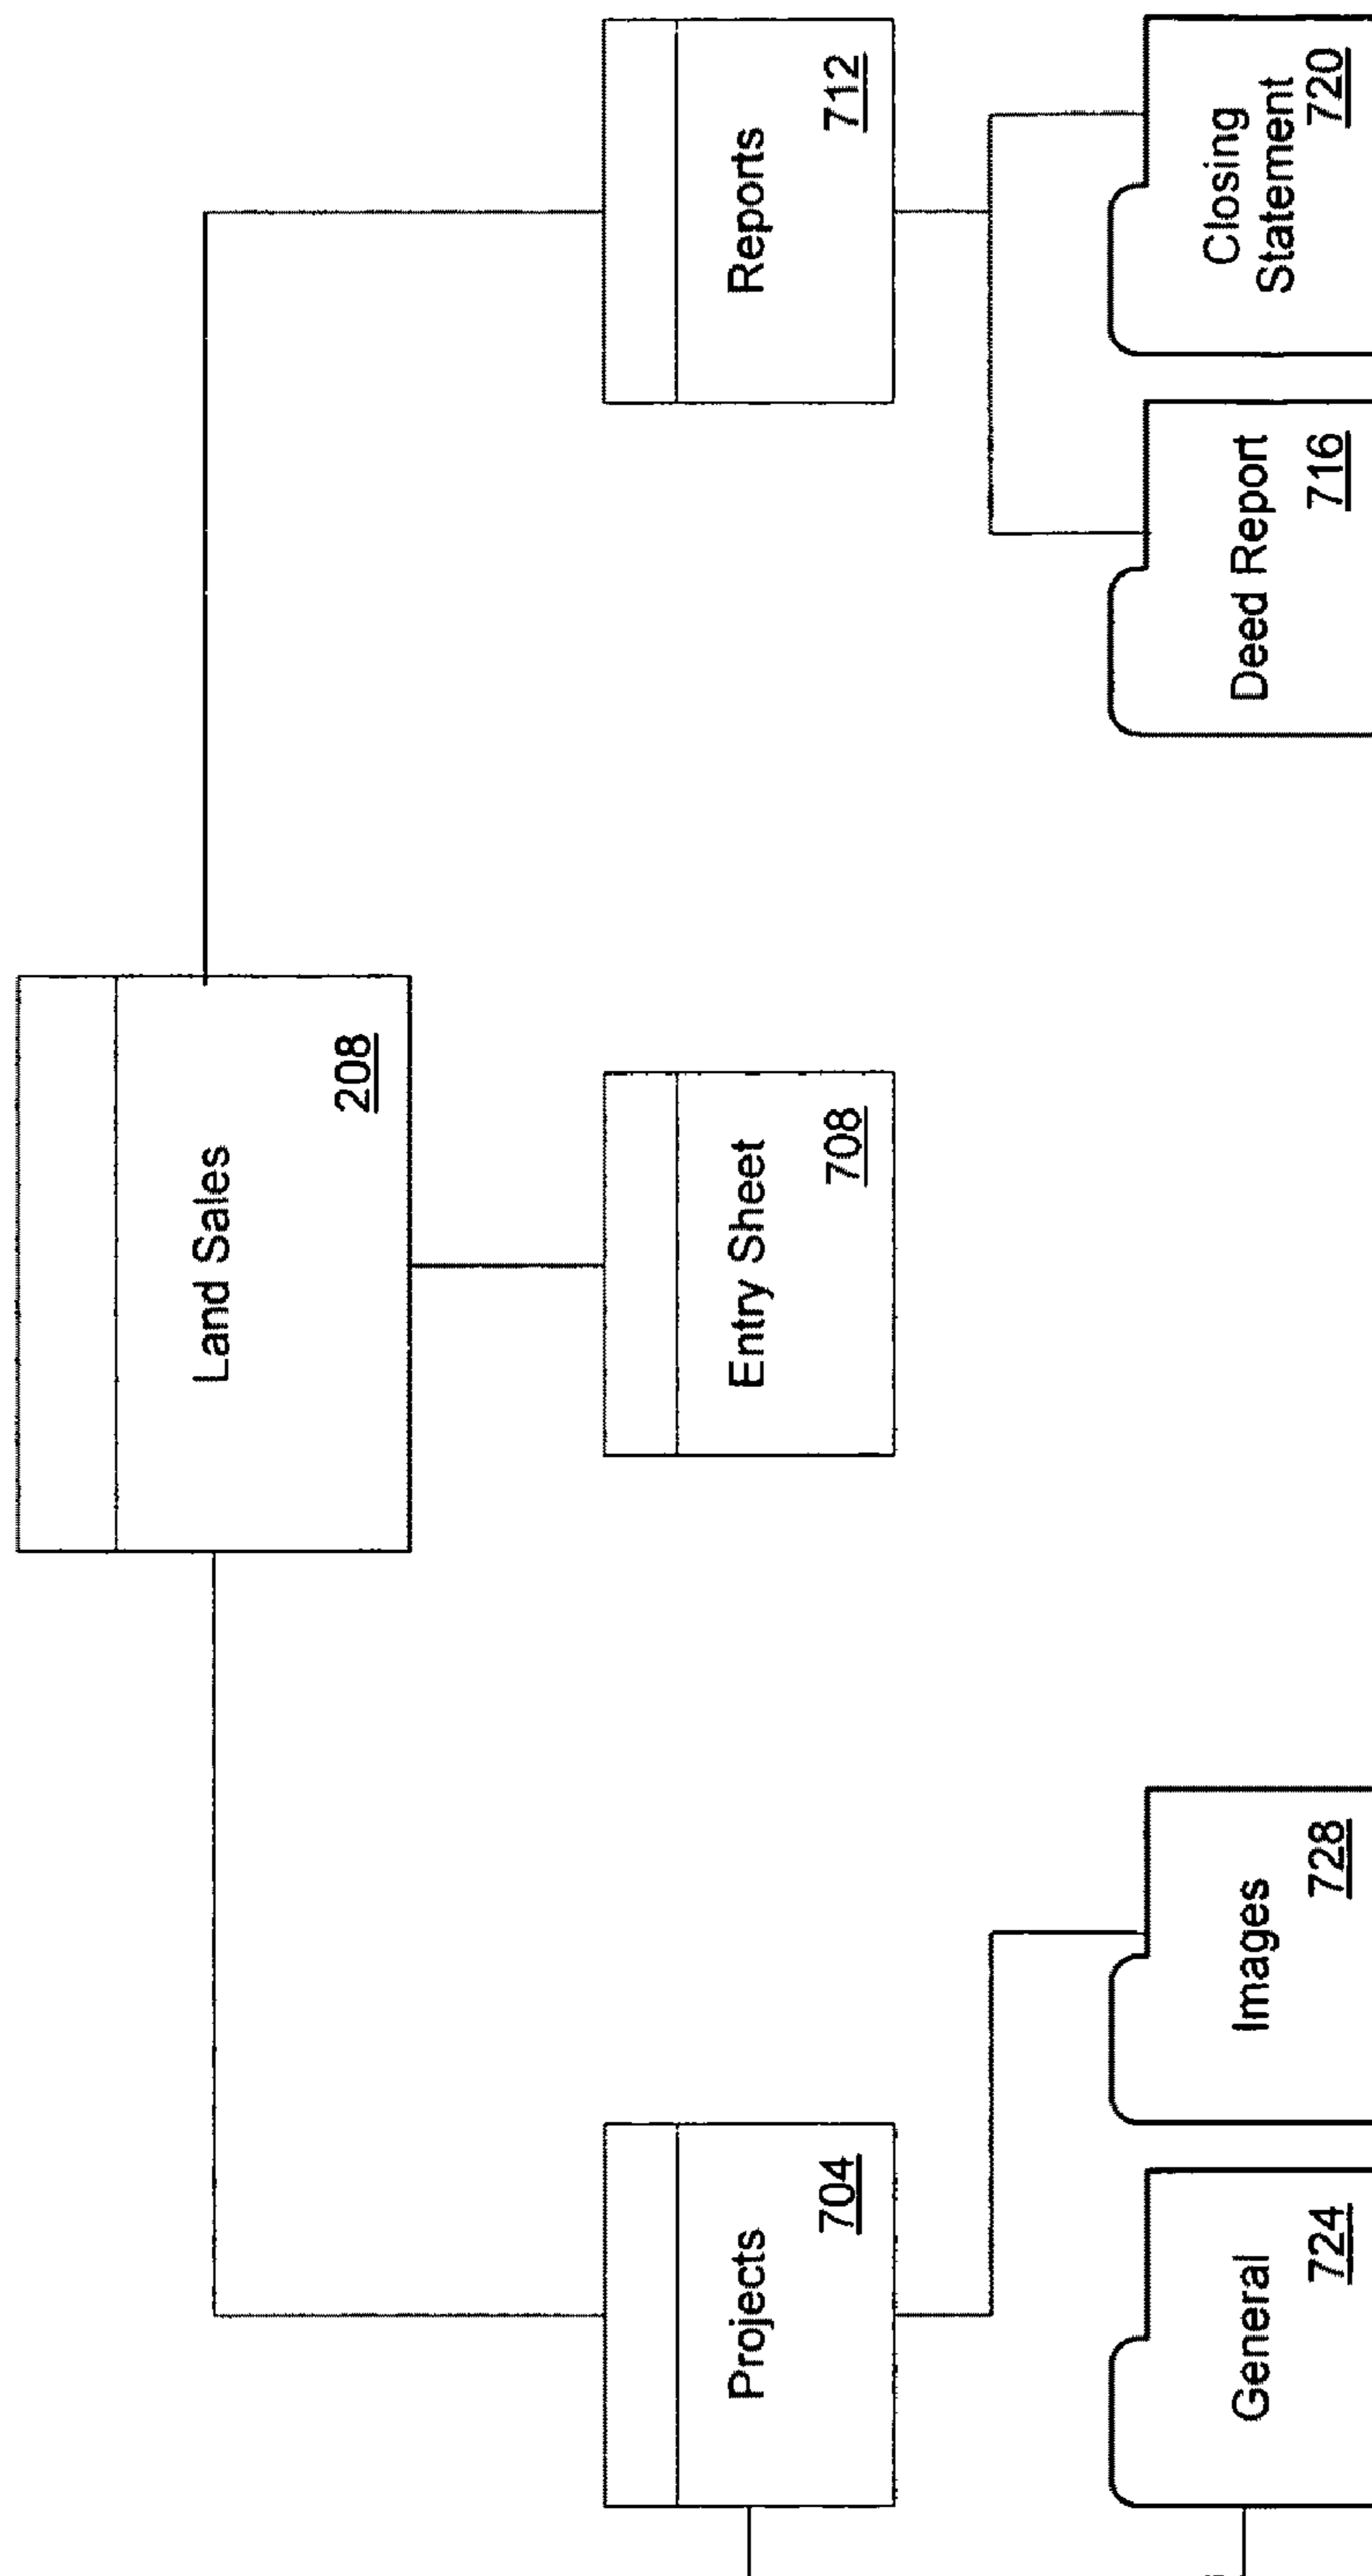 Land Sales
208
Projects
704
Entry Sheet
708
Reports
712
General
724
Images
728
Deed Report
716
Closing
Statement
720